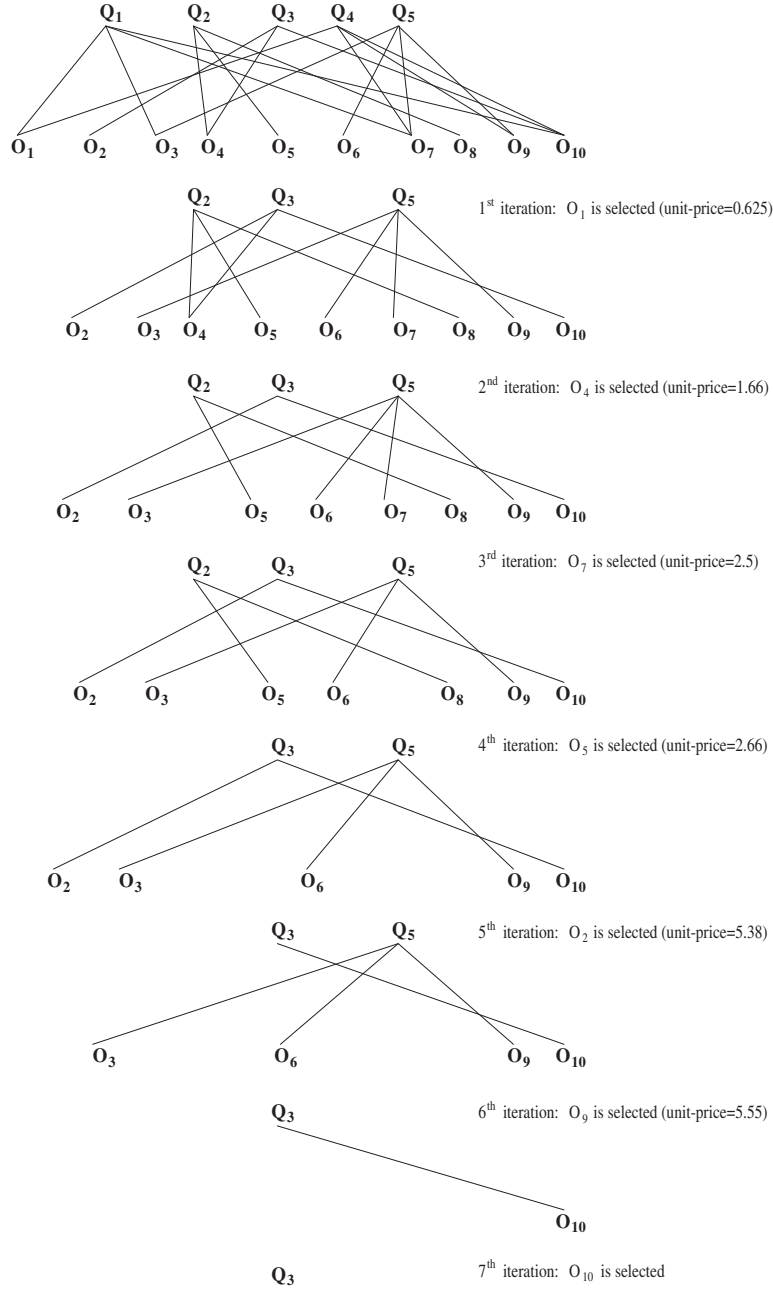 Q1 Q2 Q3 Q4 Q5
O1 O2 O3 O4 O5 O6 O7 O8 O9 O10
Q2 Q3 Q5 1st iteration: O1 is selected (unit-price=0.625)
O2 O3 O4 O5 O6 O7 O8 O9 O10
Q2 Q3 Q5 2nd iteration: O4 is selected (unit-price=1.66)
O2 O3 O5 O6 O7 O8 O9 O10
Q2 Q3 Q5 3rd iteration: O7 is selected (unit-price=2.5)
O2 O3 O5 O6 O8 O9 O10
Q3 Q5 4th iteration: O5 is selected (unit-price=2.66)
O2 O3 O6 O9 O10
Q3 Q5 5th iteration: O2 is selected (unit-price=5.38)
O3 O6 O9 O10
Q3 6th iteration: O9 is selected (unit-price=5.55)
O10
Q3 7th iteration: O10 is selected